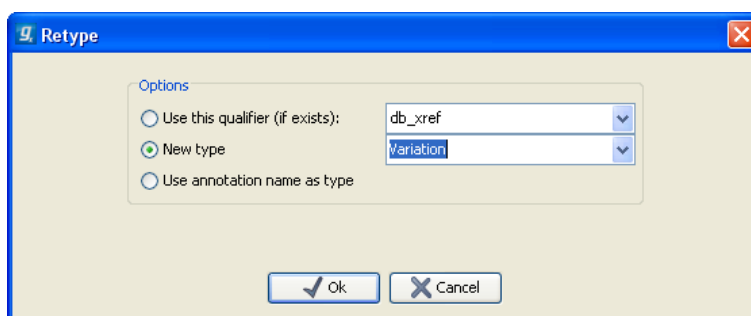 Retype
Options
Use this qualifier (if exists): db_xref
New type Variation
Use annotation name as type
Ok Cancel